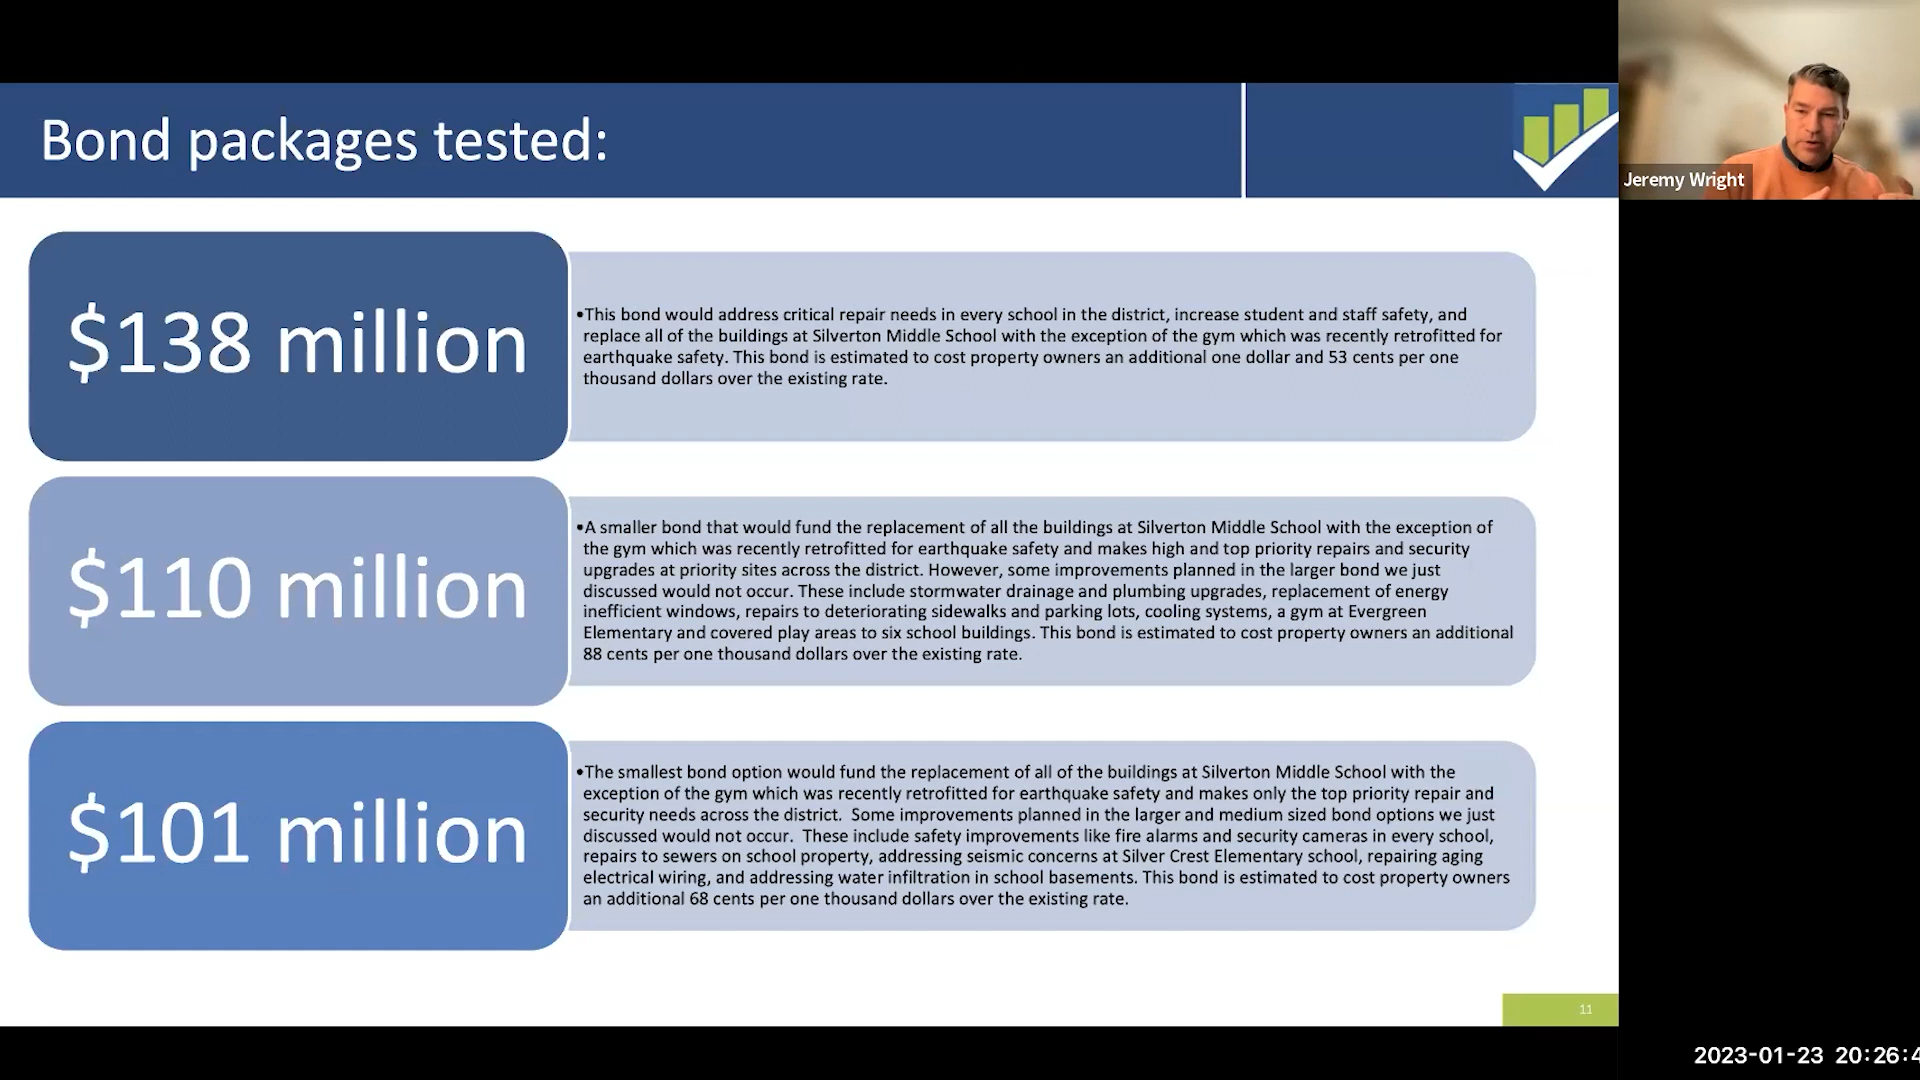 Bond packages tested:
Jeremy Wright
$138 million
•This bond would address critical repair needs in every school in the district, increase student and staff safety, and
replace all of the buildings at Silverton Middle School with the exception of the gym which was recently retrofitted for
earthquake safety. This bond is estimated to cost property owners an additional one dollar and 53 cents per one
thousand dollars over the existing rate.
$110 million
•A smaller bond that would fund the replacement of all the buildings at Silverton Middle School with the exception of
the gym which was recently retrofitted for earthquake safety and makes high and top priority repairs and security
upgrades at priority sites across the district. However, some improvements planned in the larger bond we just
discussed would not occur. These include stormwater drainage and plumbing upgrades, replacement of energy
inefficient windows, repairs to deteriorating sidewalks and parking lots, cooling systems, a gym at Evergreen
Elementary and covered play areas to six school buildings. This bond is estimated to cost property owners an additional
88 cents per one thousand dollars over the existing rate.
$101 million
•The smallest bond option would fund the replacement of all of the buildings at Silverton Middle School with the
exception of the gym which was recently retrofitted for earthquake safety and makes only the top priority repair and
security needs across the district.  Some improvements planned in the larger and medium sized bond options we just
discussed would not occur.  These include safety improvements like fire alarms and security cameras in every school,
repairs to sewers on school property, addressing seismic concerns at Silver Crest Elementary school, repairing aging
electrical wiring, and addressing water infiltration in school basements. This bond is estimated to cost property owners
an additional 68 cents per one thousand dollars over the existing rate.
11
2023-01-23 20:26:4